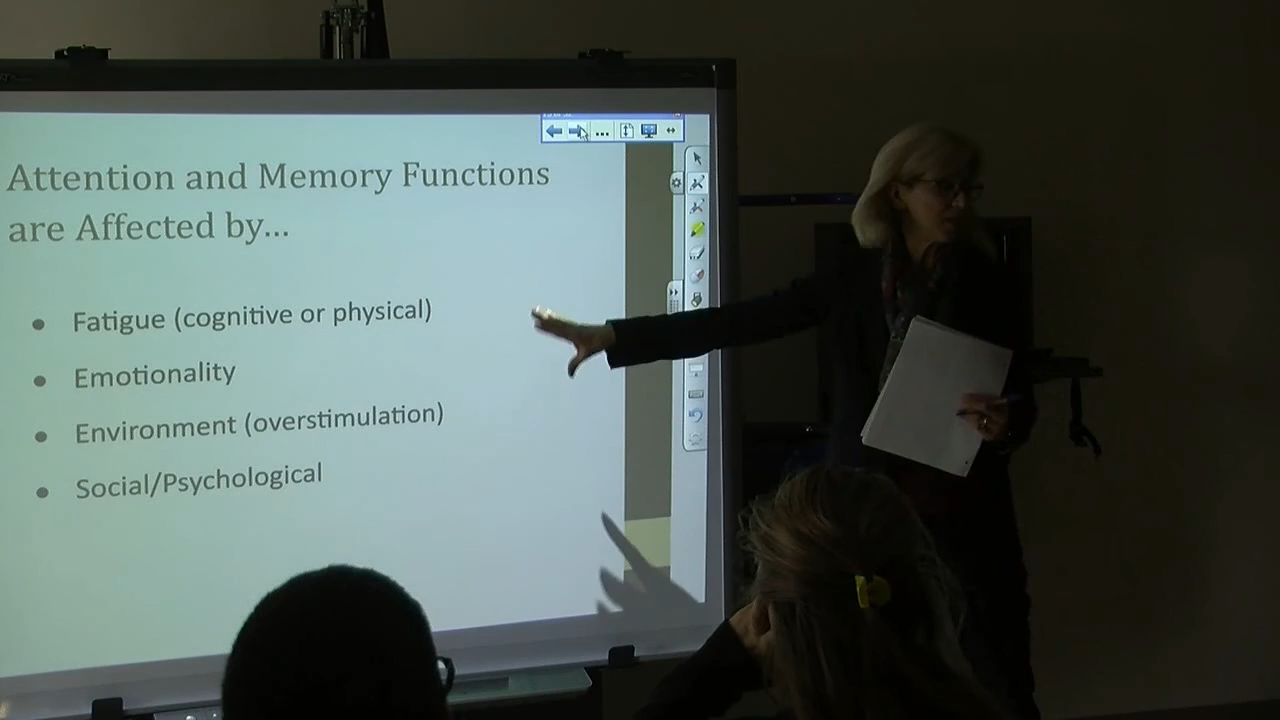 Attention and Memory Functions
are Affected by...
● Fatigue (cognitive or physical)
● Emotionality
● Environment (overstimulation)
● Social/Psychological